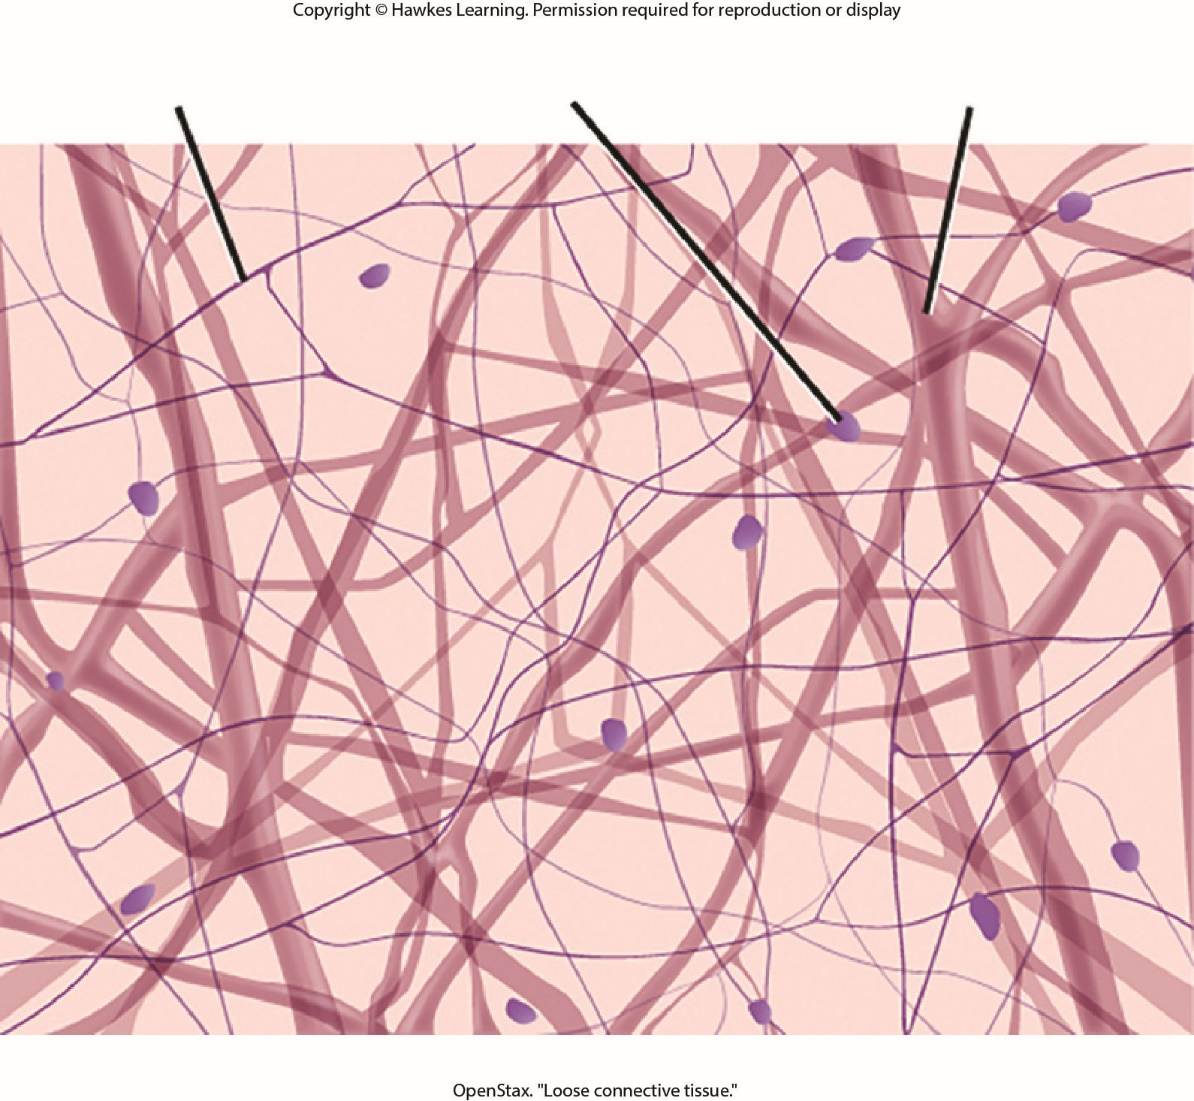 Copyright © Hawkes Learning. Permission required for reproduction or display
OpenStax. "Loose connective tissue."